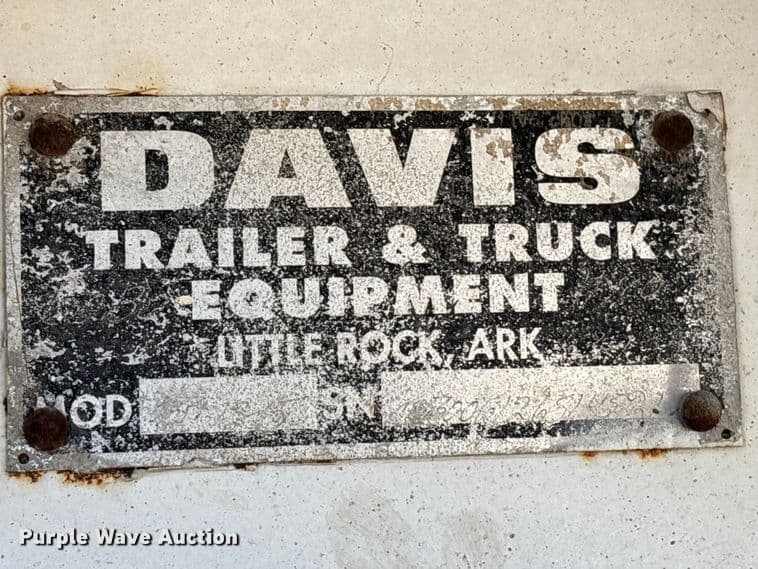 DAVIS
TRAILER & TRUCK
EQUIPMENT
LITTLE ROCK, ARK
MOD SN
Purple Wave Auction